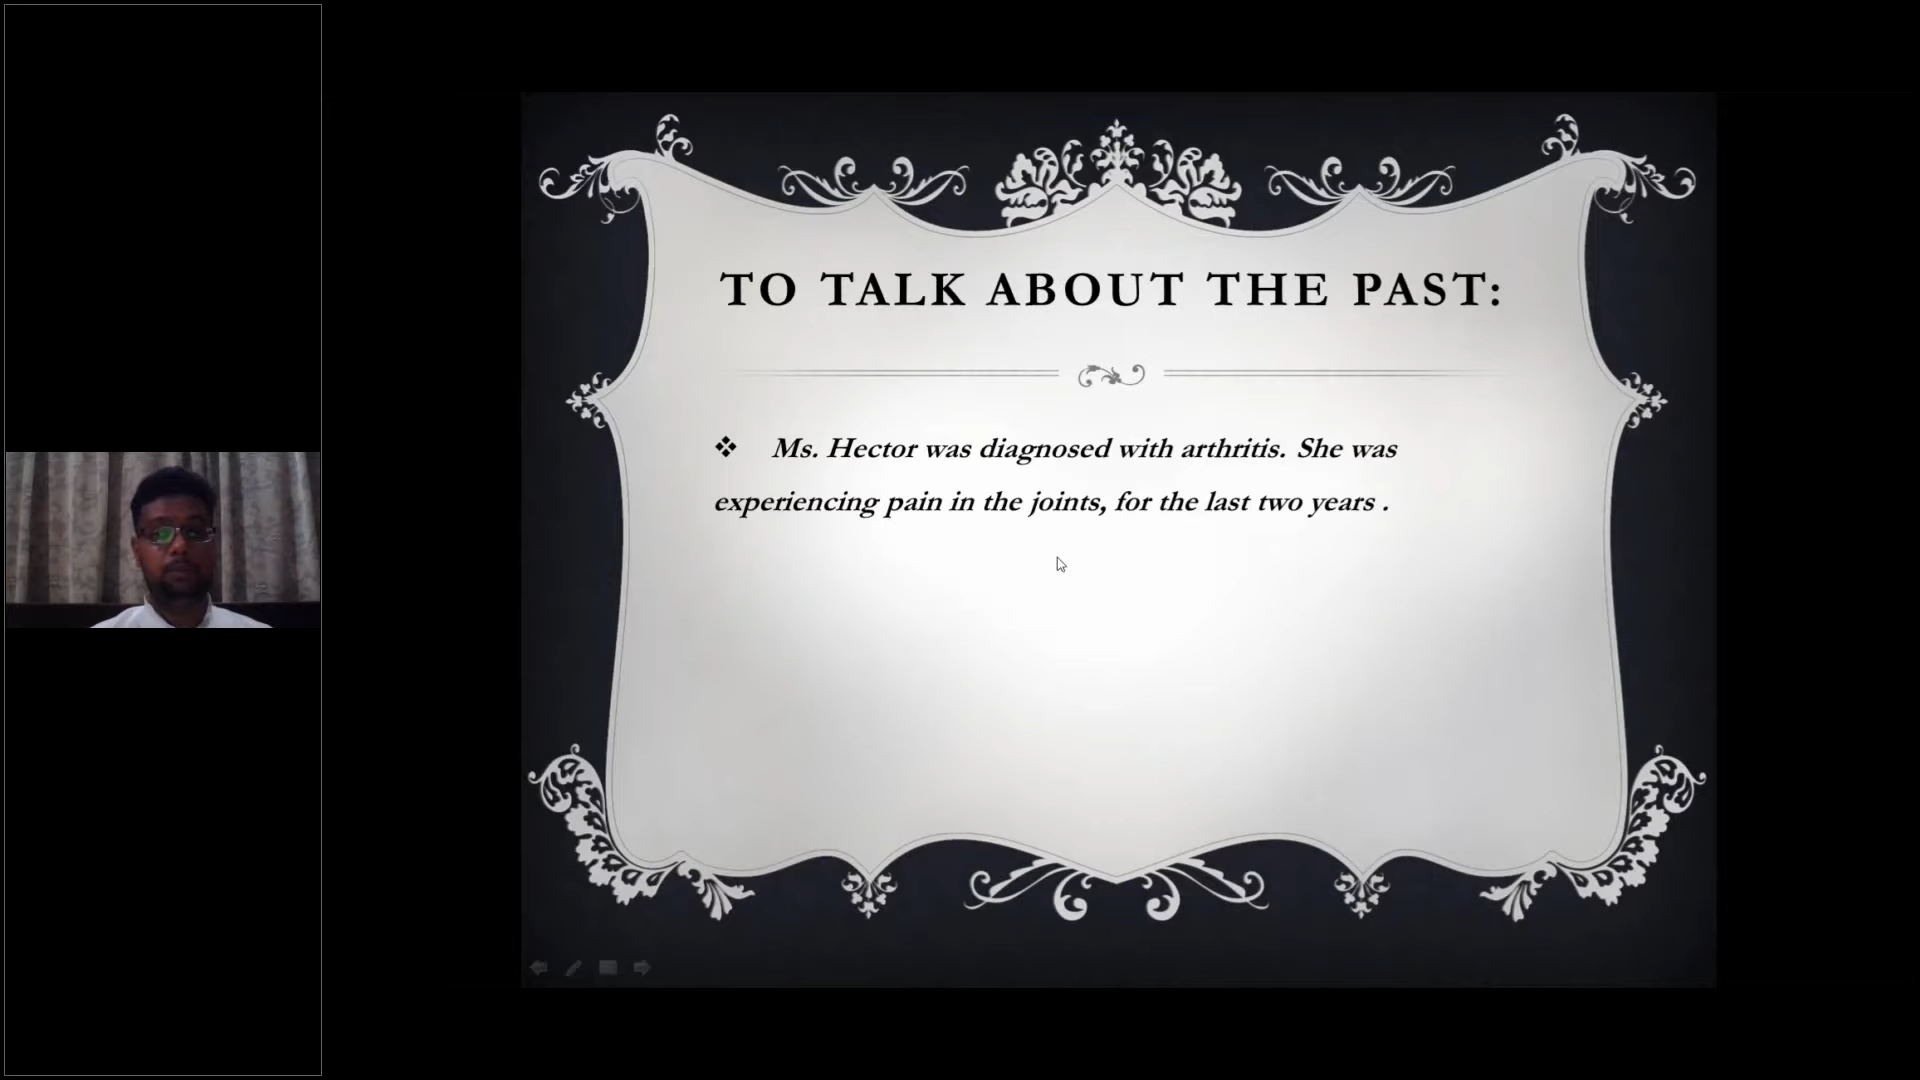 TO TALK ABOUT THE PAST:
Ms. Hector was diagnosed with arthritis. She was
experiencing pain in the joints, for the last two years .